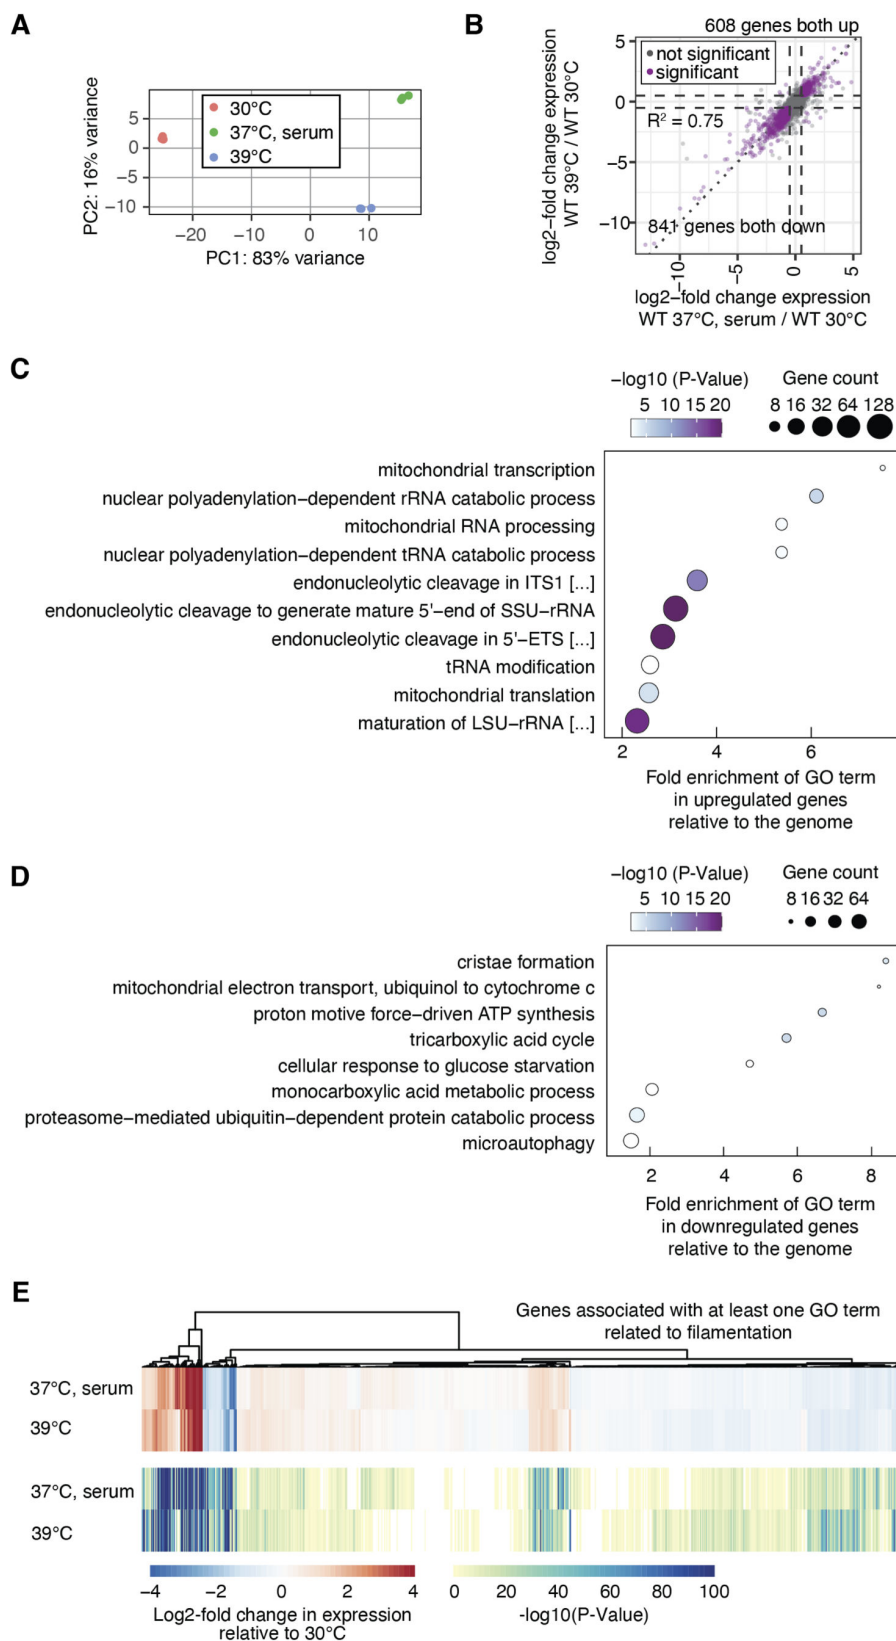 A
PC2: 16% variance
5
0
−5
−10
30°C
37°C, serum
39°C
−20
−10
0
10
PC1: 83% variance
B
608 genes both up
log2−fold change expression
WT 39°C / WT 30°C
5
0
−5
−10
not significant
significant
R² = 0.75
841 genes both down
−10
−5
0
5
log2−fold change expression
WT 37°C, serum / WT 30°C
C
−log10 (P-Value)
5 10 15 20
Gene count
8 16 32 64 128
mitochondrial transcription
nuclear polyadenylation−dependent rRNA catabolic process
mitochondrial RNA processing
nuclear polyadenylation−dependent tRNA catabolic process
endonucleolytic cleavage in ITS1 [...]
endonucleolytic cleavage to generate mature 5'−end of SSU−rRNA
endonucleolytic cleavage in 5'−ETS [...]
tRNA modification
mitochondrial translation
maturation of LSU−rRNA [...]
2
4
6
Fold enrichment of GO term
in upregulated genes
relative to the genome
D
−log10 (P-Value)
5 10 15 20
Gene count
8 16 32 64
cristae formation
mitochondrial electron transport, ubiquinol to cytochrome c
proton motive force−driven ATP synthesis
tricarboxylic acid cycle
cellular response to glucose starvation
monocarboxylic acid metabolic process
proteasome−mediated ubiquitin−dependent protein catabolic process
microautophagy
2
4
6
8
Fold enrichment of GO term
in downregulated genes
relative to the genome
E
Genes associated with at least one GO term
related to filamentation
37°C, serum
39°C
37°C, serum
39°C
−4
−2
0
2
4
Log2-fold change in expression
relative to 30°C
0
20
40
60
80
100
-log10(P-Value)